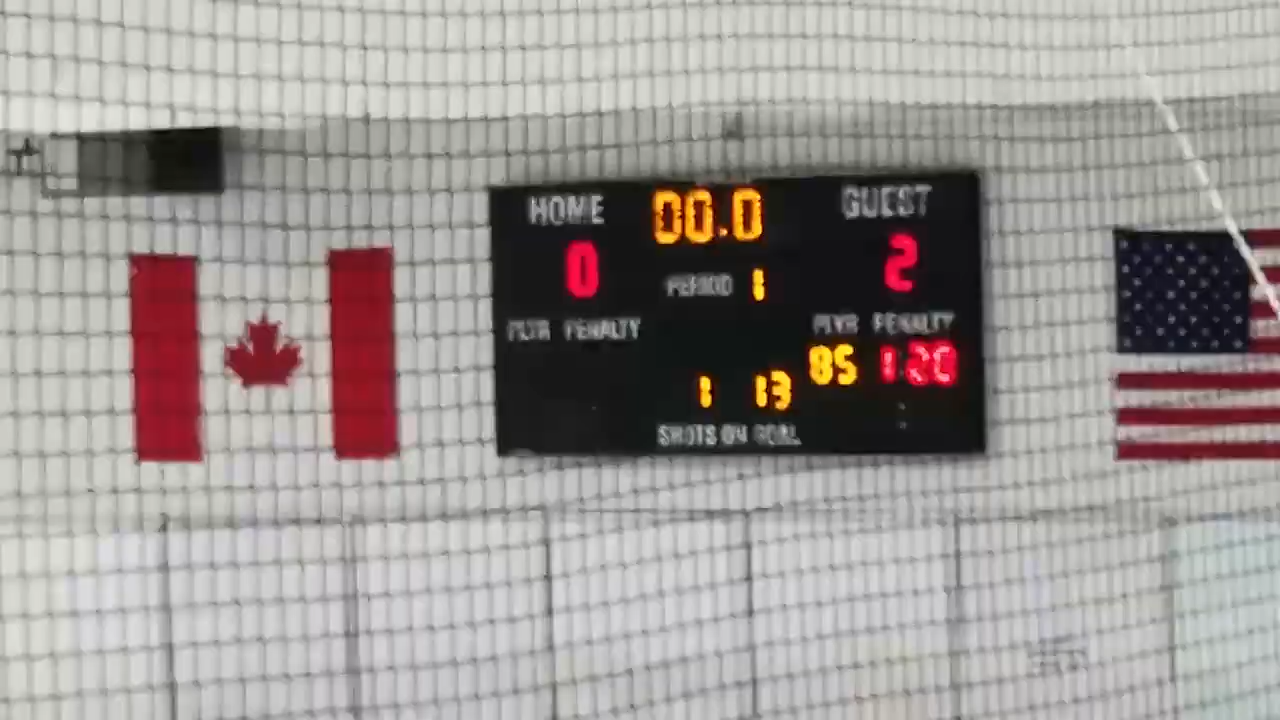 HOME 00.0 GUEST
0 PERIOD 1 2
PLYR PENALTY PLYR PENALTY
85 1:20
1 13
SHOTS ON GOAL